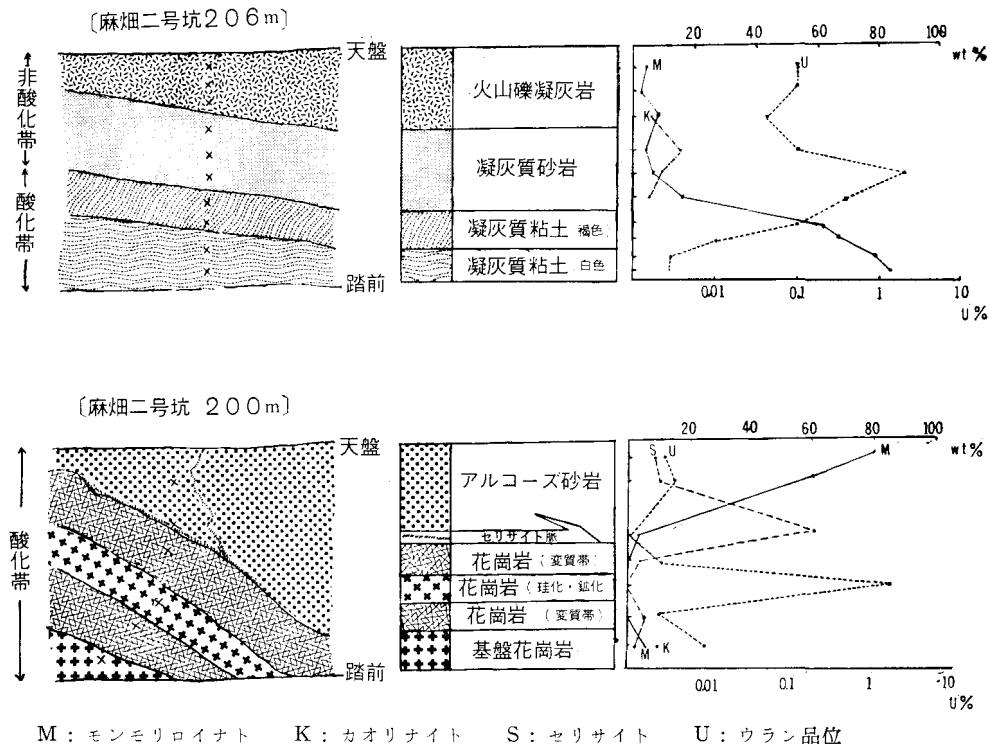 〔麻畑二号坑206m〕
天盤
非酸化帯
酸化帯
踏前
火山礫凝灰岩
凝灰質砂岩
凝灰質粘土 褐色
凝灰質粘土 白色
20 40 60 80 100
wt %
M
U
K
0.01 0.1 1 10
U%
〔麻畑二号坑 200m〕
天盤
酸化帯
踏前
アルコーズ砂岩
セリサイト脈
花崗岩(変質帯)
花崗岩(珪化・鉱化
花崗岩(変質帯)
基盤花崗岩
20 40 60 80 100
wt%
S U
M
M
K
0.01 0.1 1 10
U%
M:モンモリロイナト K:カオリナイト S:セリサイト U:ウラン品位